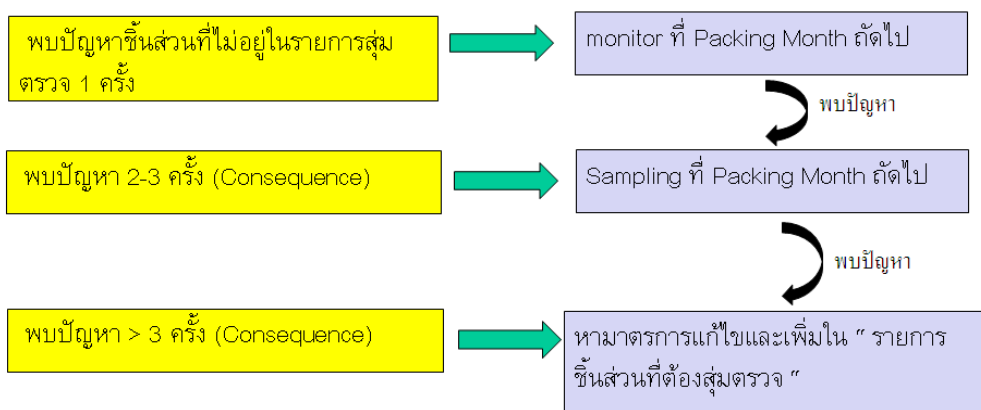 พบปัญหาชิ้นส่วนที่ไม่อยู่ในรายการสุ่ม
ตรวจ 1 ครั้ง
monitor ที่ Packing Month ถัดไป
พบปัญหา
พบปัญหา 2-3 ครั้ง (Consequence)
Sampling ที่ Packing Month ถัดไป
พบปัญหา
พบปัญหา > 3 ครั้ง (Consequence)
หามาตรการแก้ไขและเพิ่มใน “ รายการ
ชิ้นส่วนที่ต้องสุ่มตรวจ “